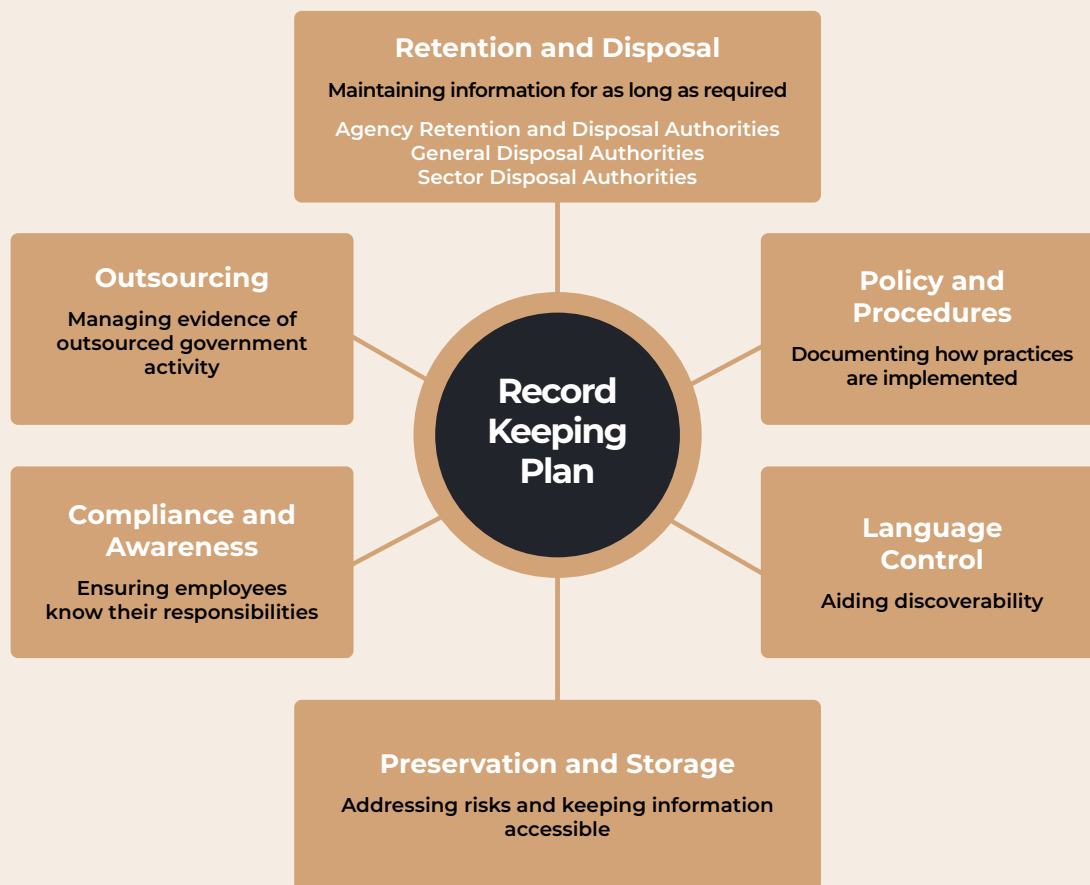 Retention and Disposal
Maintaining information for as long as required
Agency Retention and Disposal Authorities
General Disposal Authorities
Sector Disposal Authorities
Outsourcing
Managing evidence of
outsourced government
activity
Policy and
Procedures
Documenting how practices
are implemented
Record
Keeping
Plan
Compliance and
Awareness
Ensuring employees
know their responsibilities
Language
Control
Aiding discoverability
Preservation and Storage
Addressing risks and keeping information
accessible